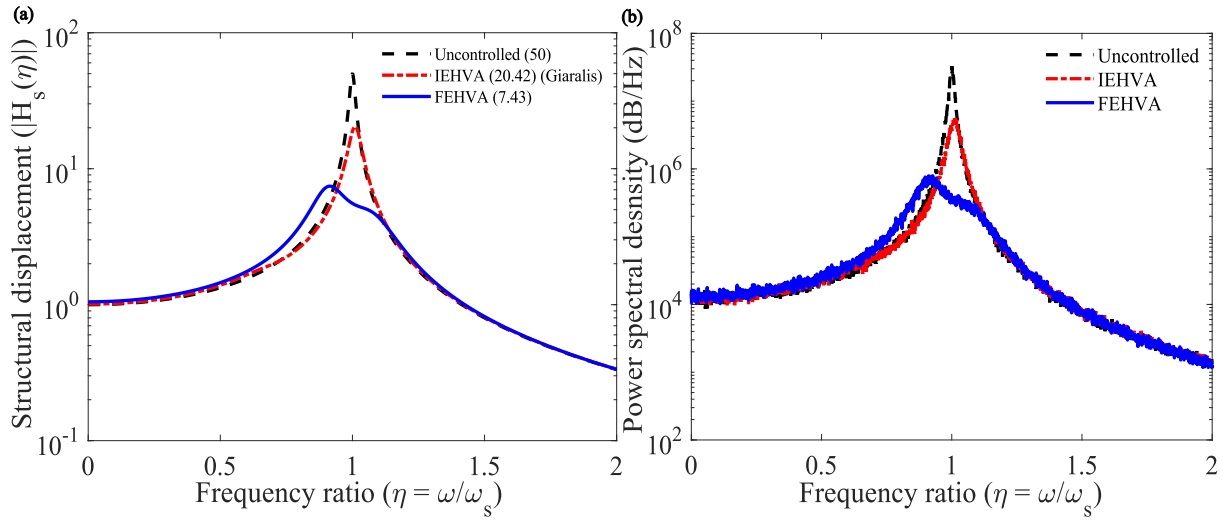 (a)
Structural displacement (|H_s(η)|)
10^2
10^1
10^0
10^-1
Uncontrolled (50)
IEHVA (20.42) (Giaralis)
FEHVA (7.43)
0 0.5 1 1.5 2
Frequency ratio (η = ω/ω_s)
(b)
Power spectral desnsity (dB/Hz)
10^8
10^6
10^4
10^2
Uncontrolled
IEHVA
FEHVA
0 0.5 1 1.5 2
Frequency ratio (η = ω/ω_s)